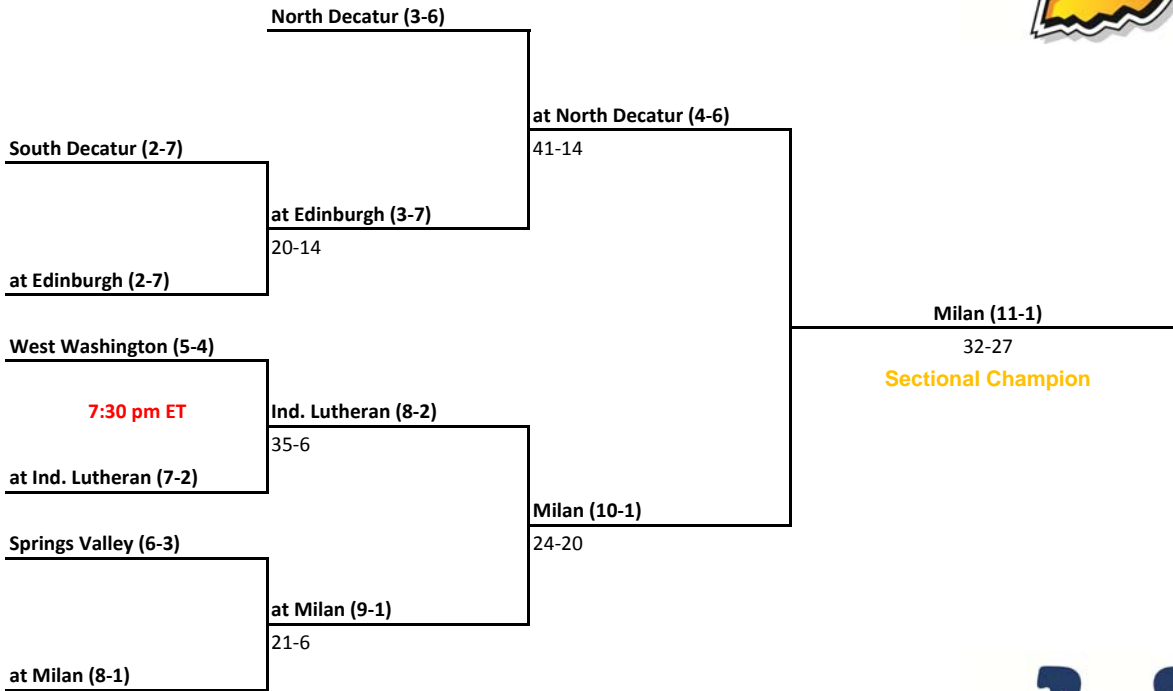 North Decatur (3-6)
at North Decatur (4-6)
41-14
South Decatur (2-7)
at Edinburgh (3-7)
20-14
at Edinburgh (2-7)
Milan (11-1)
32-27
Sectional Champion
West Washington (5-4)
7:30 pm ET
Ind. Lutheran (8-2)
35-6
at Ind. Lutheran (7-2)
Milan (10-1)
24-20
Springs Valley (6-3)
at Milan (9-1)
21-6
at Milan (8-1)